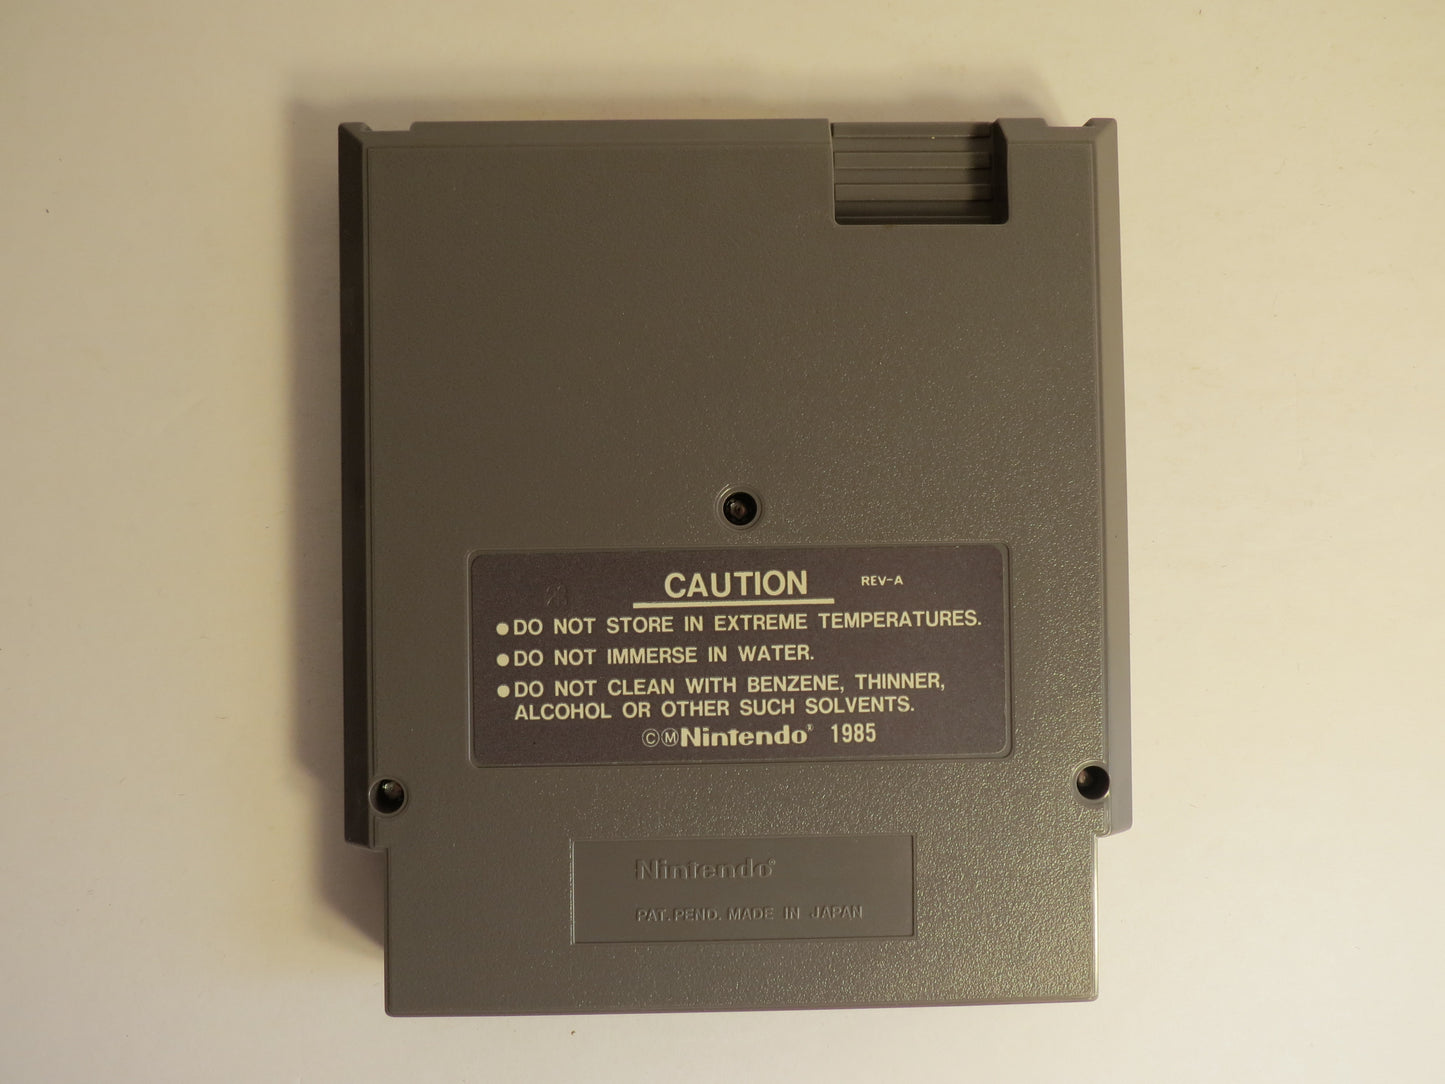 CAUTION REV-A
●DO NOT STORE IN EXTREME TEMPERATURES.
●DO NOT IMMERSE IN WATER.
●DO NOT CLEAN WITH BENZENE, THINNER,
ALCOHOL OR OTHER SUCH SOLVENTS.
©ⓂNintendo® 1985
Nintendo®
PAT. PEND. MADE IN JAPAN